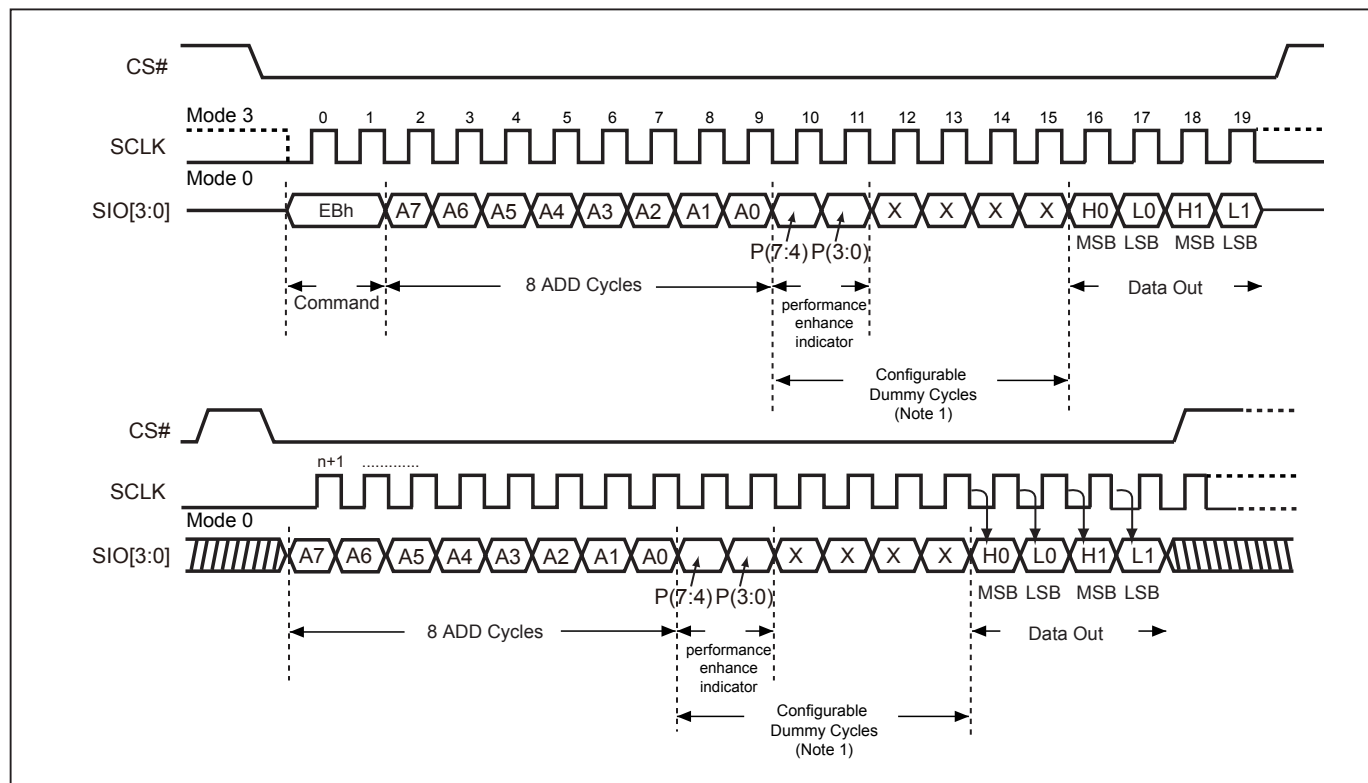 CS#
Mode 3
0 1 2 3 4 5 6 7 8 9 10 11 12 13 14 15 16 17 18 19
SCLK
Mode 0
SIO[3:0] EBh A7 A6 A5 A4 A3 A2 A1 A0 X X X X H0 L0 H1 L1
P(7:4) P(3:0) MSB LSB MSB LSB
Command 8 ADD Cycles Data Out
performance
enhance
indicator
Configurable
Dummy Cycles
(Note 1)
CS#
n+1 .............
SCLK
Mode 0
SIO[3:0] A7 A6 A5 A4 A3 A2 A1 A0 X X X X H0 L0 H1 L1
P(7:4) P(3:0) MSB LSB MSB LSB
8 ADD Cycles Data Out
performance
enhance
indicator
Configurable
Dummy Cycles
(Note 1)